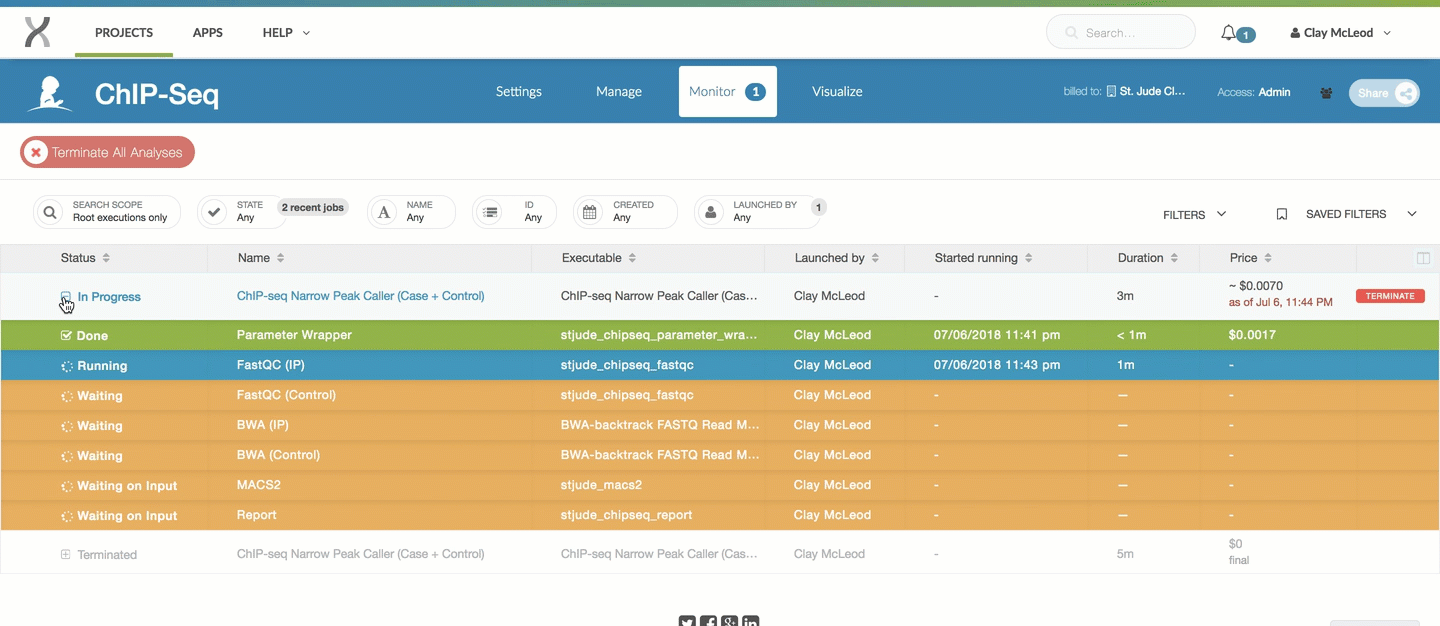 PROJECTS APPS HELP Search... 1 Clay McLeod
ChIP-Seq Settings Manage Monitor 1 Visualize billed to: St. Jude Cl... Access: Admin Share
Terminate All Analyses
SEARCH SCOPE
Root executions only
STATE
Any
2 recent jobs
NAME
Any
ID
Any
CREATED
Any
LAUNCHED BY
Any
1
FILTERS SAVED FILTERS
Status Name Executable Launched by Started running Duration Price
In Progress ChIP-seq Narrow Peak Caller (Case + Control) ChIP-seq Narrow Peak Caller (Cas... Clay McLeod - 3m ~ $0.0070
as of Jul 6, 11:44 PM TERMINATE
Done Parameter Wrapper stjude_chipseq_parameter_wra... Clay McLeod 07/06/2018 11:41 pm < 1m $0.0017
Running FastQC (IP) stjude_chipseq_fastqc Clay McLeod 07/06/2018 11:43 pm 1m -
Waiting FastQC (Control) stjude_chipseq_fastqc Clay McLeod - — -
Waiting BWA (IP) BWA-backtrack FASTQ Read M... Clay McLeod - — -
Waiting BWA (Control) BWA-backtrack FASTQ Read M... Clay McLeod - — -
Waiting on Input MACS2 stjude_macs2 Clay McLeod - — -
Waiting on Input Report stjude_chipseq_report Clay McLeod - — -
Terminated ChIP-seq Narrow Peak Caller (Case + Control) ChIP-seq Narrow Peak Caller (Cas... Clay McLeod - 5m $0
final